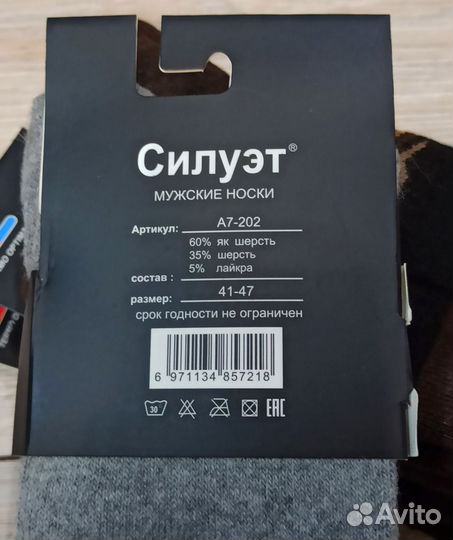 Силуэт®
МУЖСКИЕ НОСКИ
Артикул: А7-202
60% як шерсть
35% шерсть
5% лайкра
состав :
размер: 41-47
срок годности не ограничен
6 971134 857218
30
EAC
Avito